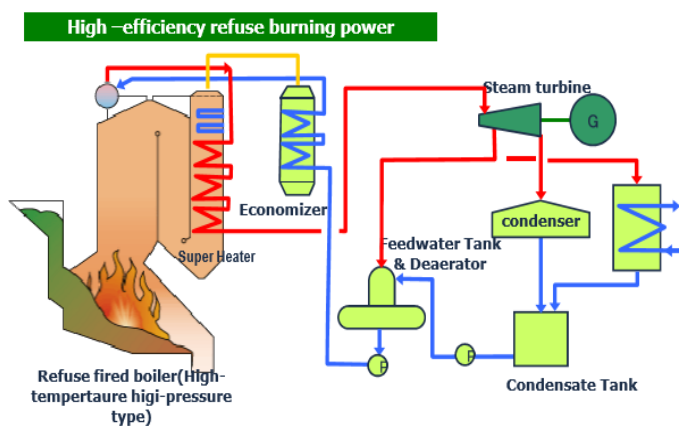 High –efficiency refuse burning power
Steam turbine
G
Economizer
condenser
Super Heater
Feedwater Tank
& Deaerator
P
P
Condensate Tank
Refuse fired boiler(High-
tempertaure higi-pressure
type)